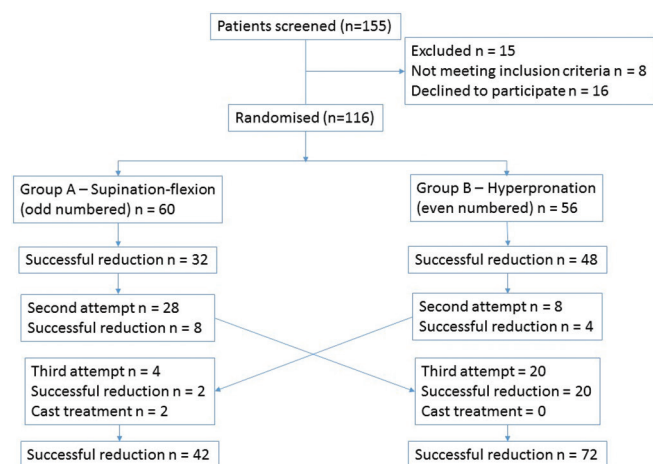 Patients screened (n=155)
Excluded n = 15
Not meeting inclusion criteria n = 8
Declined to participate n = 16
Randomised (n=116)
Group A – Supination-flexion
(odd numbered) n = 60
Group B – Hyperpronation
(even numbered) n = 56
Successful reduction n = 32
Successful reduction n = 48
Second attempt n = 28
Successful reduction n = 8
Second attempt n = 8
Successful reduction n = 4
Third attempt n = 4
Successful reduction n = 2
Cast treatment n = 2
Third attempt = 20
Successful reduction = 20
Cast treatment = 0
Successful reduction n = 42
Successful reduction n = 72